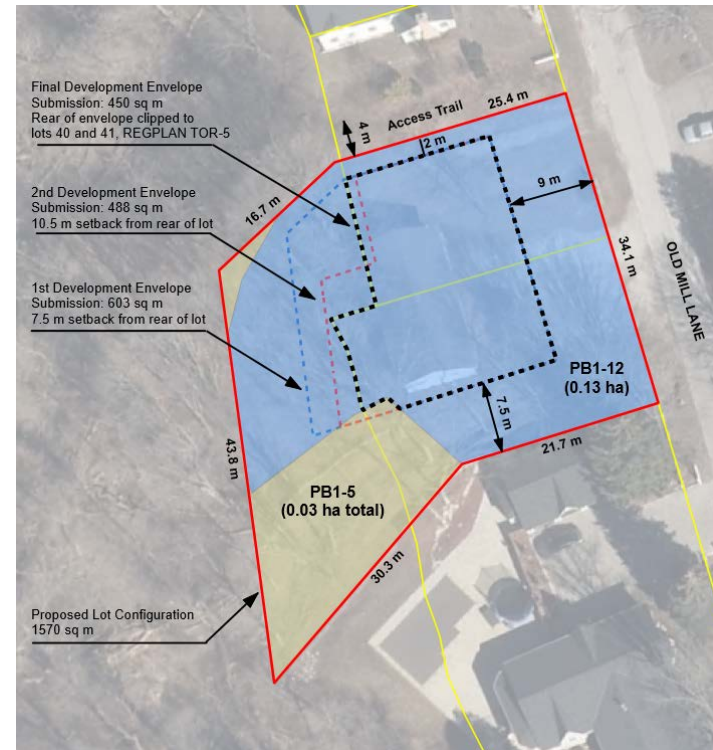 Final Development Envelope
Submission: 450 sq m
Rear of envelope clipped to
lots 40 and 41, REGPLAN TOR-5
2nd Development Envelope
Submission: 488 sq m
10.5 m setback from rear of lot
1st Development Envelope
Submission: 603 sq m
7.5 m setback from rear of lot
Proposed Lot Configuration
1570 sq m
4 m
Access Trail
25.4 m
2 m
16.7 m
9 m
34.1 m
OLD MILL LANE
PB1-12
(0.13 ha)
7.5 m
21.7 m
43.8 m
PB1-5
(0.03 ha total)
30.3 m